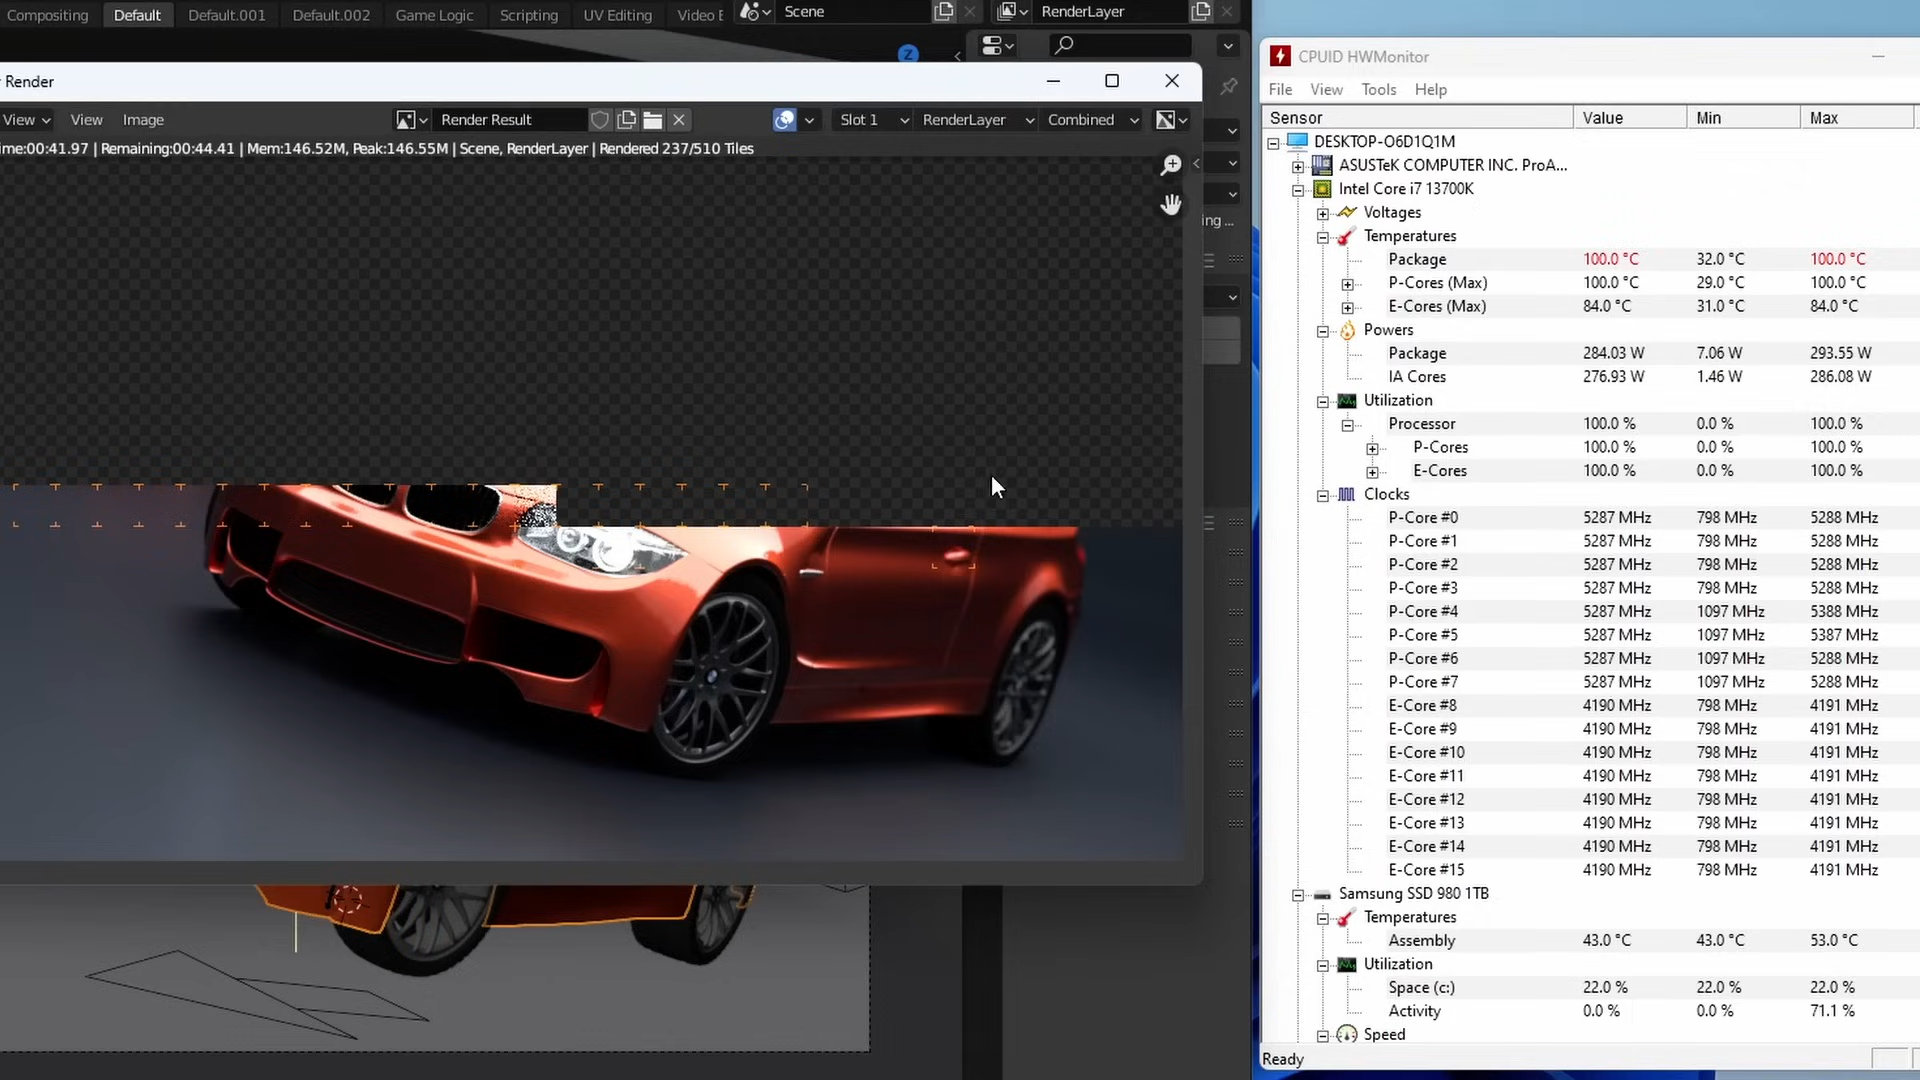 Compositing Default Default.001 Default.002 Game Logic Scripting UV Editing Video E Scene RenderLayer
Z
Render
View View Image Render Result Slot 1 RenderLayer Combined
ime:00:41.97 | Remaining:00:44.41 | Mem:146.52M, Peak:146.55M | Scene, RenderLayer | Rendered 237/510 Tiles
ing ...
CPUID HWMonitor
File View Tools Help
Sensor Value Min Max
DESKTOP-O6D1Q1M
ASUSTeK COMPUTER INC. ProA...
Intel Core i7 13700K
Voltages
Temperatures
Package 100.0 °C 32.0 °C 100.0 °C
P-Cores (Max) 100.0 °C 29.0 °C 100.0 °C
E-Cores (Max) 84.0 °C 31.0 °C 84.0 °C
Powers
Package 284.03 W 7.06 W 293.55 W
IA Cores 276.93 W 1.46 W 286.08 W
Utilization
Processor 100.0 % 0.0 % 100.0 %
P-Cores 100.0 % 0.0 % 100.0 %
E-Cores 100.0 % 0.0 % 100.0 %
Clocks
P-Core #0 5287 MHz 798 MHz 5288 MHz
P-Core #1 5287 MHz 798 MHz 5288 MHz
P-Core #2 5287 MHz 798 MHz 5288 MHz
P-Core #3 5287 MHz 798 MHz 5288 MHz
P-Core #4 5287 MHz 1097 MHz 5388 MHz
P-Core #5 5287 MHz 1097 MHz 5387 MHz
P-Core #6 5287 MHz 1097 MHz 5288 MHz
P-Core #7 5287 MHz 1097 MHz 5288 MHz
E-Core #8 4190 MHz 798 MHz 4191 MHz
E-Core #9 4190 MHz 798 MHz 4191 MHz
E-Core #10 4190 MHz 798 MHz 4191 MHz
E-Core #11 4190 MHz 798 MHz 4191 MHz
E-Core #12 4190 MHz 798 MHz 4191 MHz
E-Core #13 4190 MHz 798 MHz 4191 MHz
E-Core #14 4190 MHz 798 MHz 4191 MHz
E-Core #15 4190 MHz 798 MHz 4191 MHz
Samsung SSD 980 1TB
Temperatures
Assembly 43.0 °C 43.0 °C 53.0 °C
Utilization
Space (c:) 22.0 % 22.0 % 22.0 %
Activity 0.0 % 0.0 % 71.1 %
Speed
Ready